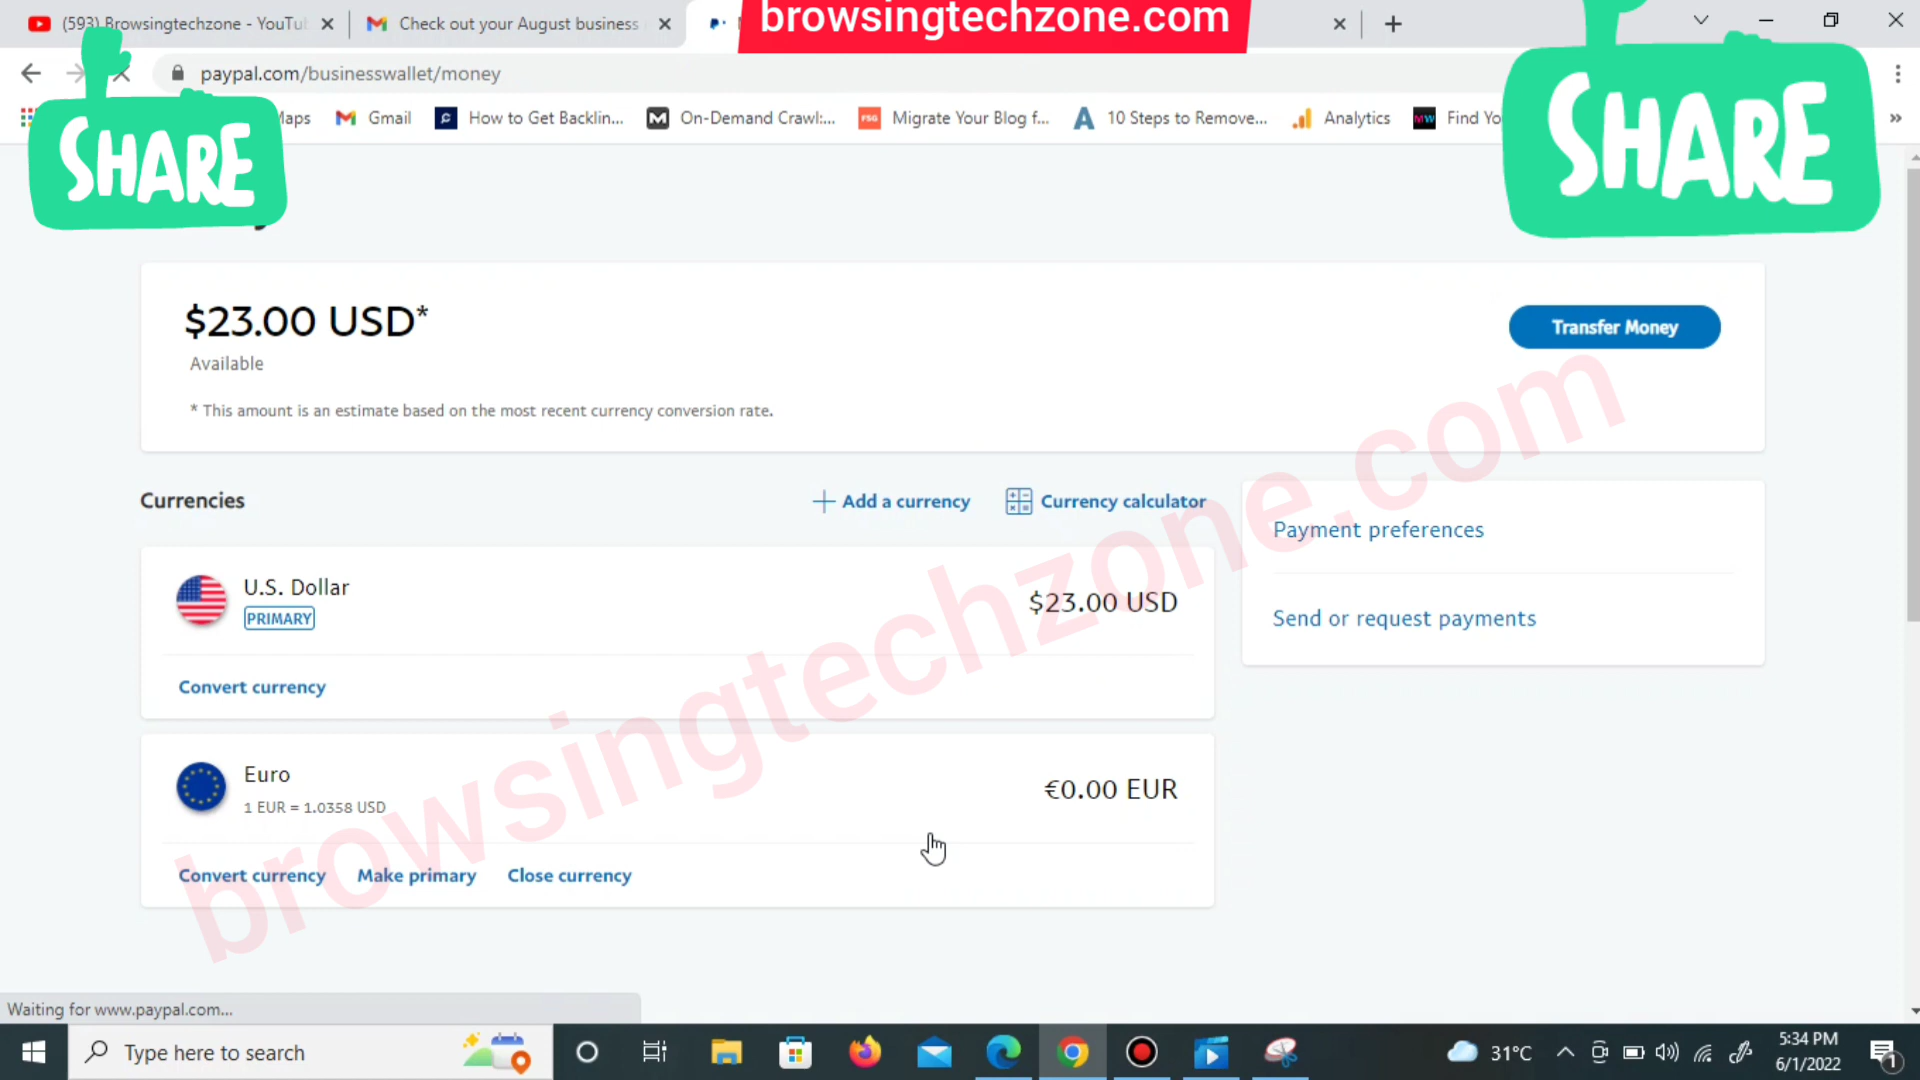 (593) Browsingtechzone - YouTu
Check out your August business
browsingtechzone.com
paypal.com/businesswallet/money
Gmail
How to Get Backlin...
On-Demand Crawl:...
FSG
Migrate Your Blog f...
10 Steps to Remove...
Analytics
MW
Find Yo
SHARE
SHARE
$23.00 USD*
Available
* This amount is an estimate based on the most recent currency conversion rate.
Transfer Money
Currencies
Add a currency
Currency calculator
U.S. Dollar
PRIMARY
$23.00 USD
Convert currency
Payment preferences
Send or request payments
Euro
1 EUR = 1.0358 USD
€0.00 EUR
Convert currency
Make primary
Close currency
browsingtechzone.com
Waiting for www.paypal.com...
Type here to search
31°C
5:34 PM
6/1/2022
1